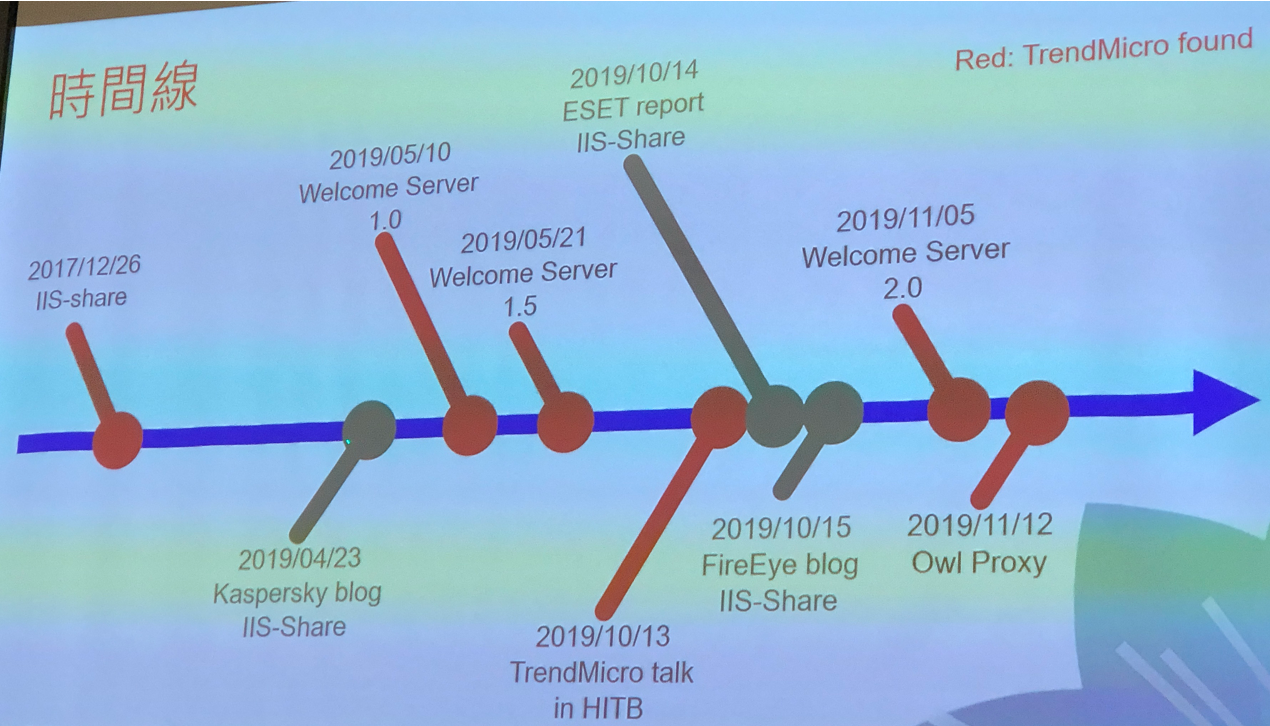 時間線
Red: TrendMicro found
2017/12/26
IIS-share
2019/04/23
Kaspersky blog
IIS-Share
2019/05/10
Welcome Server
1.0
2019/05/21
Welcome Server
1.5
2019/10/13
TrendMicro talk
in HITB
2019/10/14
ESET report
IIS-Share
2019/10/15
FireEye blog
IIS-Share
2019/11/05
Welcome Server
2.0
2019/11/12
Owl Proxy